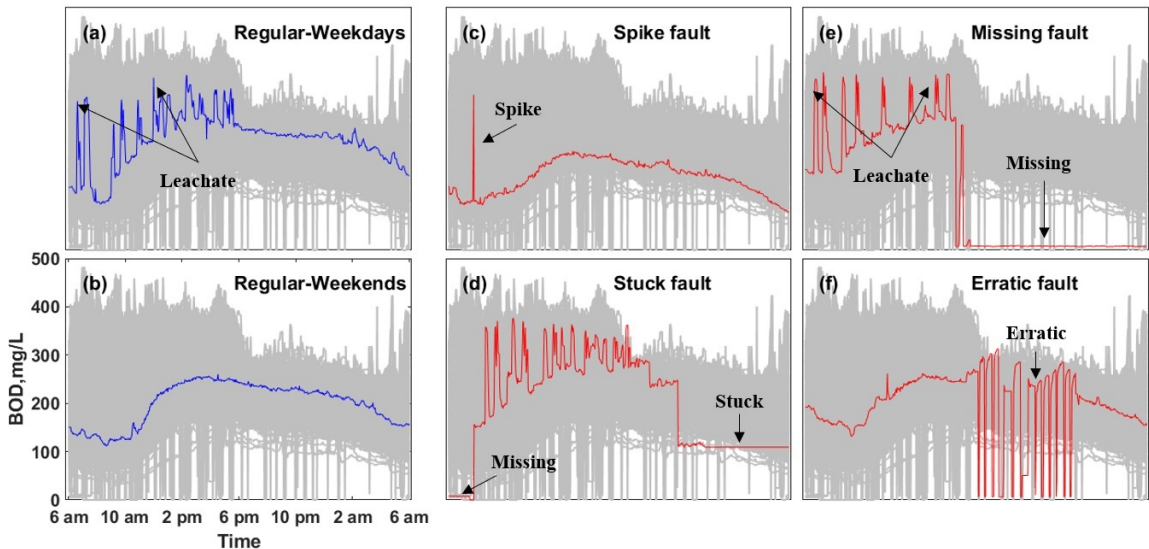 (a) Regular-Weekdays
Leachate
(c) Spike fault
Spike
(e) Missing fault
Leachate
Missing
(b) Regular-Weekends
500
400
300
200
100
0
BOD,mg/L
6 am 10 am 2 pm 6 pm 10 pm 2 am 6 am
Time
(d) Stuck fault
Stuck
Missing
(f) Erratic fault
Erratic